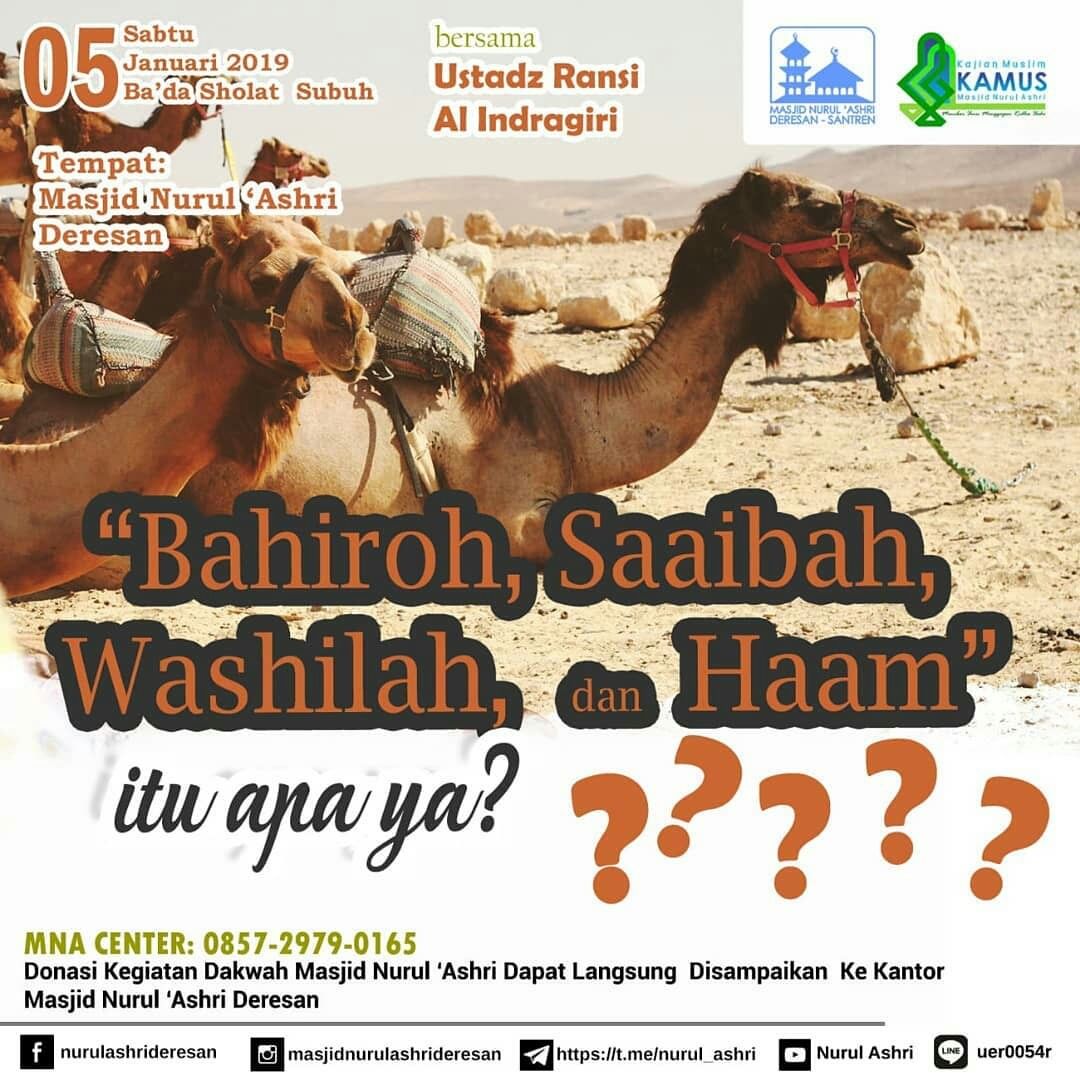 05
Sabtu
Januari 2019
Ba'da Sholat Subuh
Tempat:
Masjid Nurul 'Ashri
Deresan
bersama
Ustadz Ransi
Al Indragiri
MASJID NURUL 'ASHRI
DERESAN - SANTREN
Kajian Muslim
KAMUS
Masjid Nurul Ashri
"Bahiroh, Saaibah,
Washilah, dan Haam"
itu apa ya?
?????
MNA CENTER: 0857-2979-0165
Donasi Kegiatan Dakwah Masjid Nurul 'Ashri Dapat Langsung Disampaikan Ke Kantor
Masjid Nurul 'Ashri Deresan
nurulashrideresan masjidnurulashrideresan https://t.me/nurul_ashri Nurul Ashri LINE uer0054r